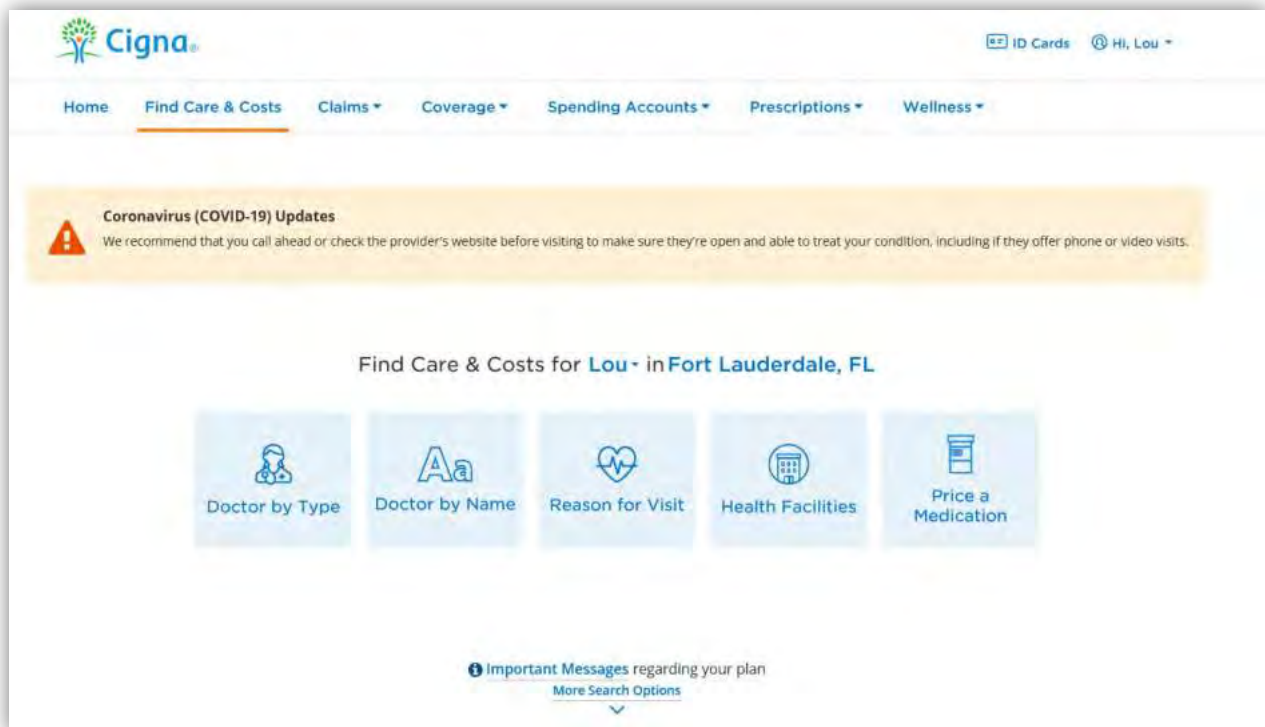 Cigna®
ID Cards Hi, Lou
Home Find Care & Costs Claims Coverage Spending Accounts Prescriptions Wellness
Coronavirus (COVID-19) Updates
We recommend that you call ahead or check the provider's website before visiting to make sure they're open and able to treat your condition, including if they offer phone or video visits.
Find Care & Costs for Lou in Fort Lauderdale, FL
Aa
Doctor by Type
Doctor by Name
Reason for Visit
Health Facilities
Price a
Medication
Important Messages regarding your plan
More Search Options